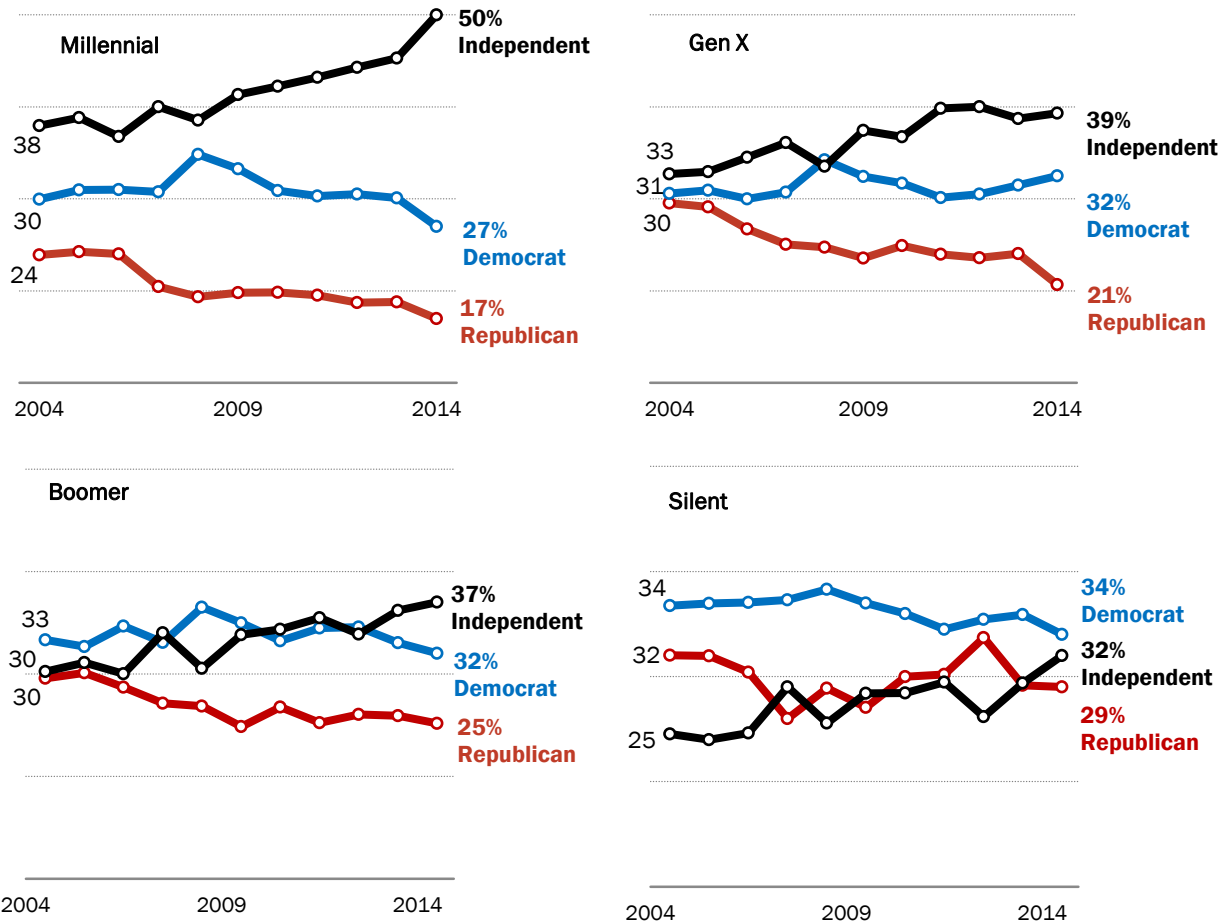 Millennial
50%
Independent
38
30
24
27%
Democrat
17%
Republican
2004
2009
2014
Gen X
33
31
30
39%
Independent
32%
Democrat
21%
Republican
2004
2009
2014
Boomer
33
30
30
37%
Independent
32%
Democrat
25%
Republican
2004
2009
2014
Silent
34
32
25
34%
Democrat
32%
Independent
29%
Republican
2004
2009
2014